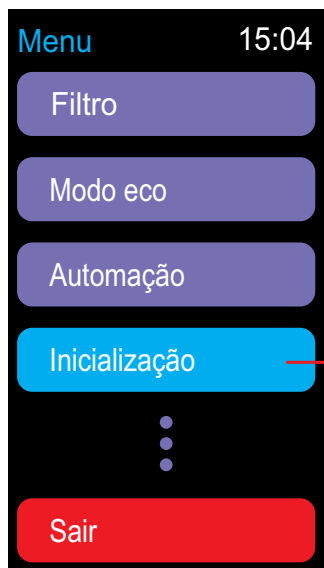 Menu 15:04
Filtro
Modo eco
Automação
Inicialização
Sair